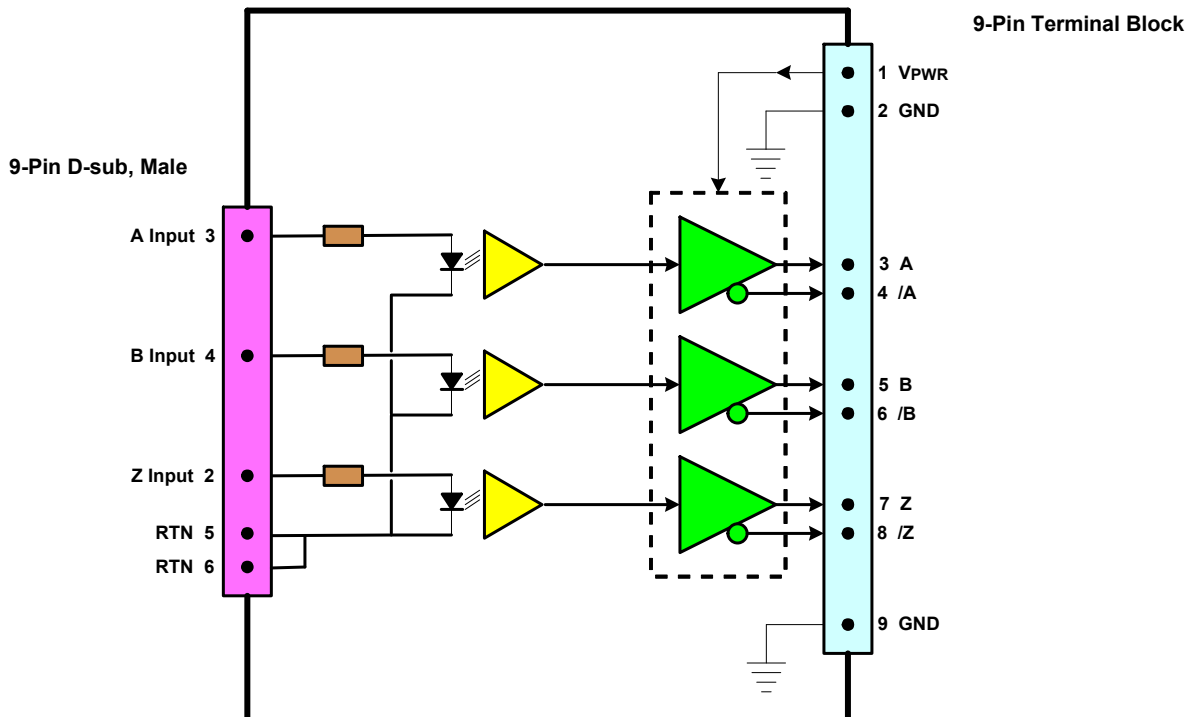 9-Pin Terminal Block
1 VPWR
2 GND
9-Pin D-sub, Male
A Input 3
3 A
4 /A
B Input 4
5 B
6 /B
Z Input 2
7 Z
RTN 5
8 /Z
RTN 6
9 GND